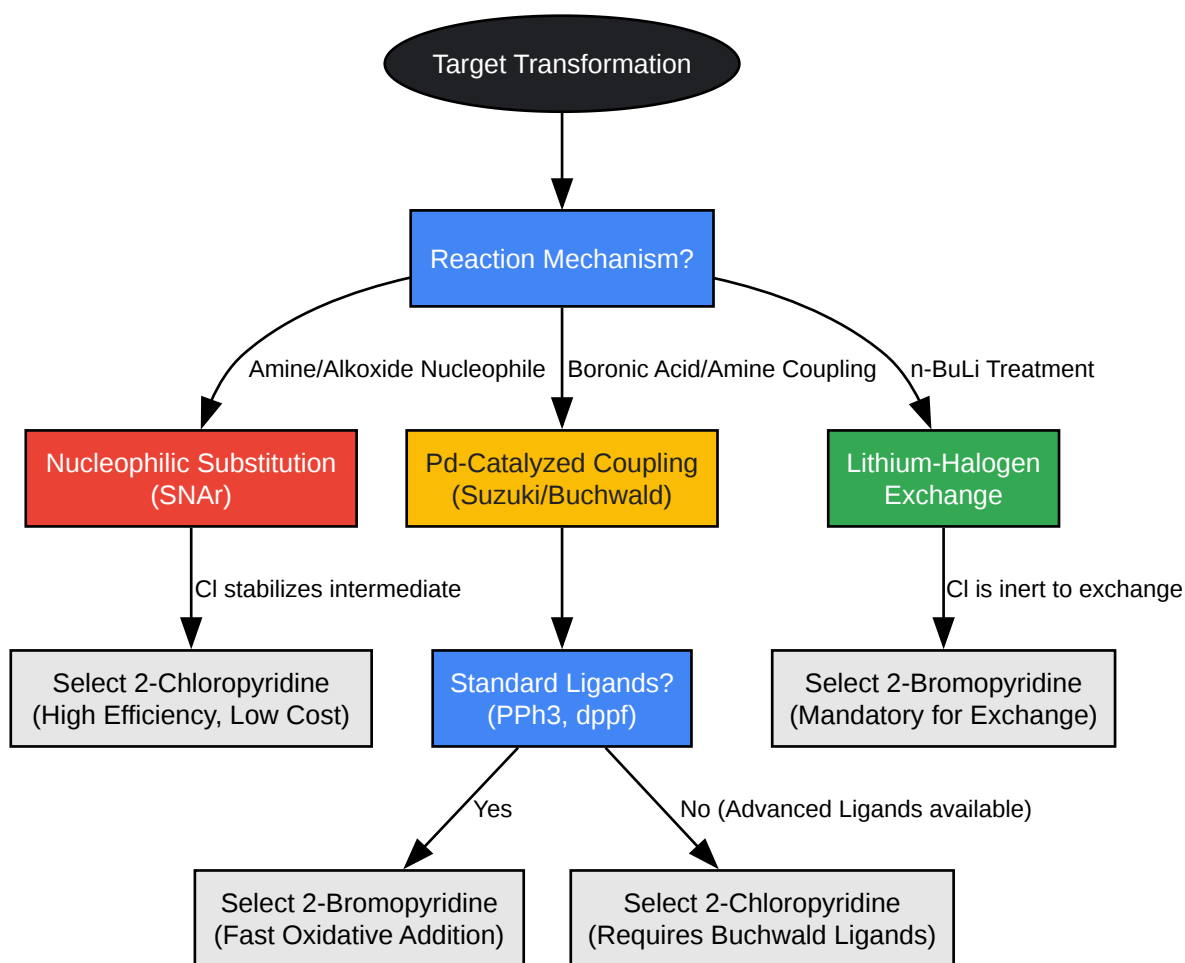 Target Transformation
Reaction Mechanism?
Amine/Alkoxide Nucleophile
Boronic Acid/Amine Coupling
n-BuLi Treatment
Nucleophilic Substitution
(SNAr)
Pd-Catalyzed Coupling
(Suzuki/Buchwald)
Lithium-Halogen
Exchange
Cl stabilizes intermediate
Cl is inert to exchange
Select 2-Chloropyridine
(High Efficiency, Low Cost)
Standard Ligands?
(PPh3, dppf)
Select 2-Bromopyridine
(Mandatory for Exchange)
Yes
No (Advanced Ligands available)
Select 2-Bromopyridine
(Fast Oxidative Addition)
Select 2-Chloropyridine
(Requires Buchwald Ligands)